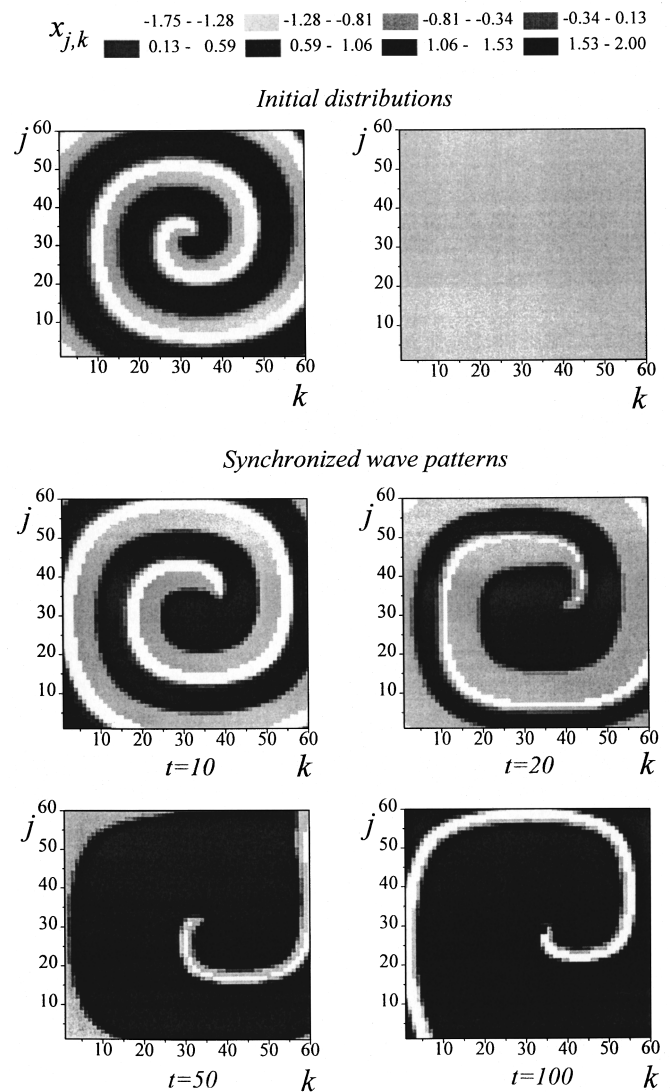 x j,k -1.75 - -1.28 -1.28 - -0.81 -0.81 - -0.34 -0.34 - 0.13
0.13 - 0.59 0.59 - 1.06 1.06 - 1.53 1.53 - 2.00
Initial distributions
j 60 50 40 30 20 10
10 20 30 40 50 60
k
j 60 50 40 30 20 10
10 20 30 40 50 60
k
Synchronized wave patterns
j 60 50 40 30 20 10
10 20 30 40 50 60
t=10 k
j 60 50 40 30 20 10
10 20 30 40 50 60
t=20 k
j 60 50 40 30 20 10
10 20 30 40 50 60
t=50 k
j 60 50 40 30 20 10
10 20 30 40 50 60
t=100 k